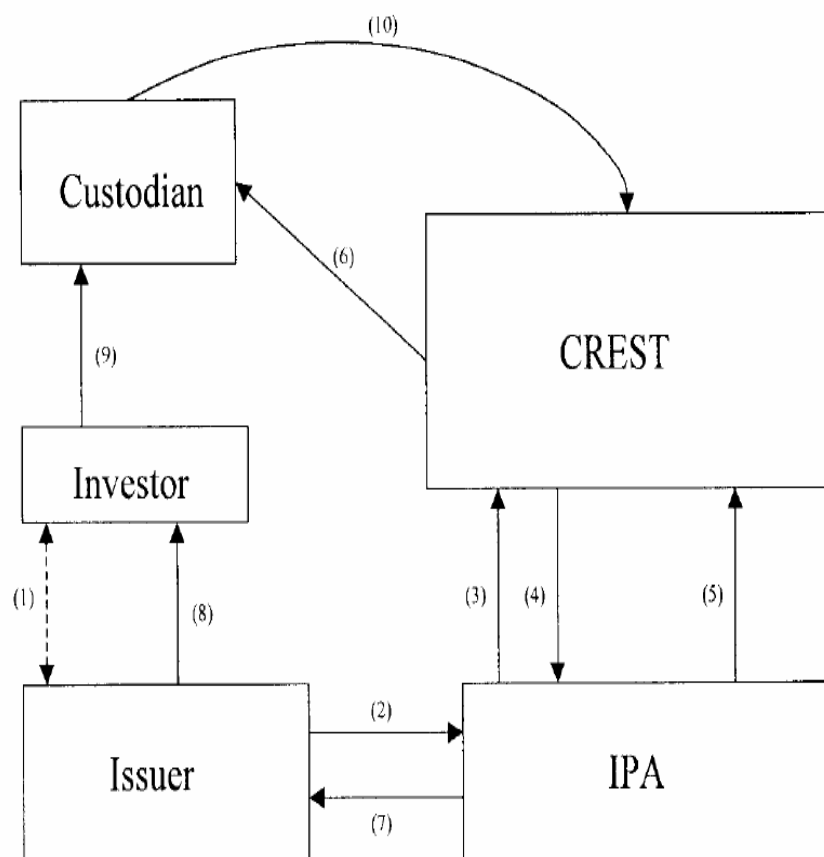 (10)
Custodian
(6)
CREST
(9)
Investor
(1)
(8)
(3)
(4)
(5)
(2)
Issuer
IPA
(7)